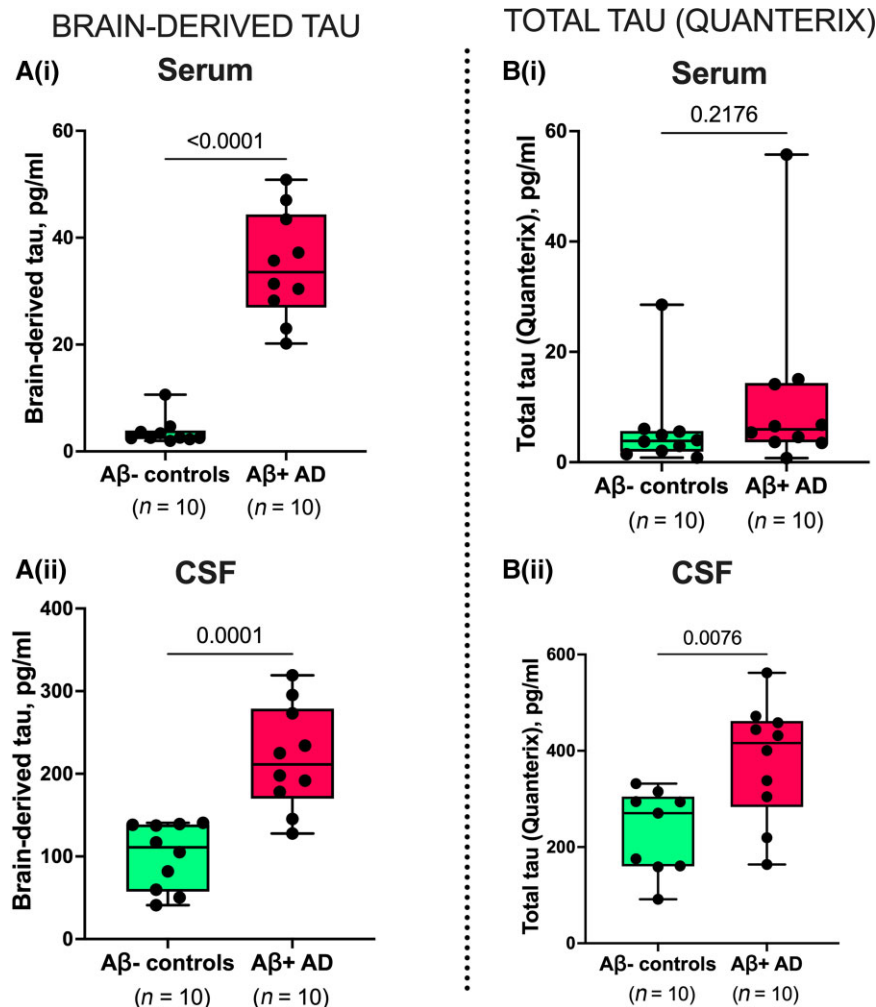 BRAIN-DERIVED TAU
A(i) Serum
<0.0001
Brain-derived tau, pg/ml
60
40
20
0
Aβ- controls Aβ+ AD
(n = 10) (n = 10)
A(ii) CSF
0.0001
Brain-derived tau, pg/ml
400
300
200
100
0
Aβ- controls Aβ+ AD
(n = 10) (n = 10)
TOTAL TAU (QUANTERIX)
B(i) Serum
0.2176
Total tau (Quanterix), pg/ml
60
40
20
0
Aβ- controls Aβ+ AD
(n = 10) (n = 10)
B(ii) CSF
0.0076
Total tau (Quanterix), pg/ml
600
400
200
0
Aβ- controls Aβ+ AD
(n = 10) (n = 10)